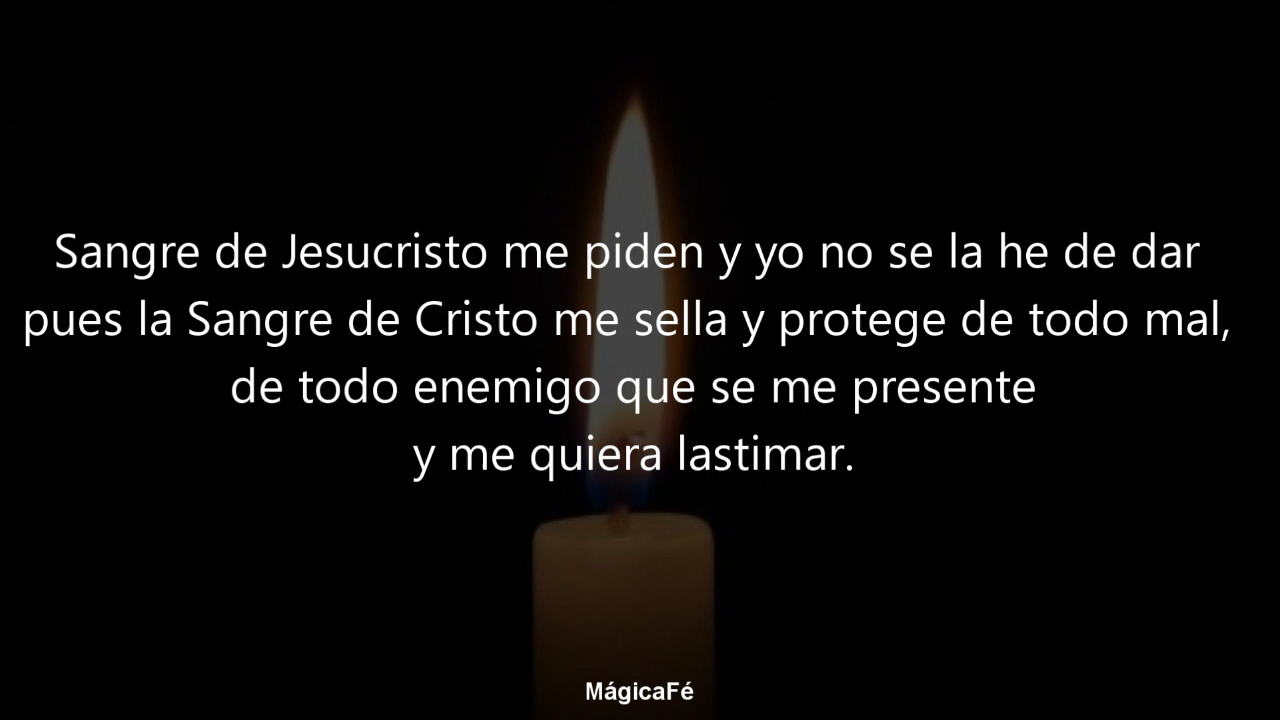 Sangre de Jesucristo me piden y yo no se la he de dar
pues la Sangre de Cristo me sella y protege de todo mal,
de todo enemigo que se me presente
y me quiera lastimar.
MágicaFé